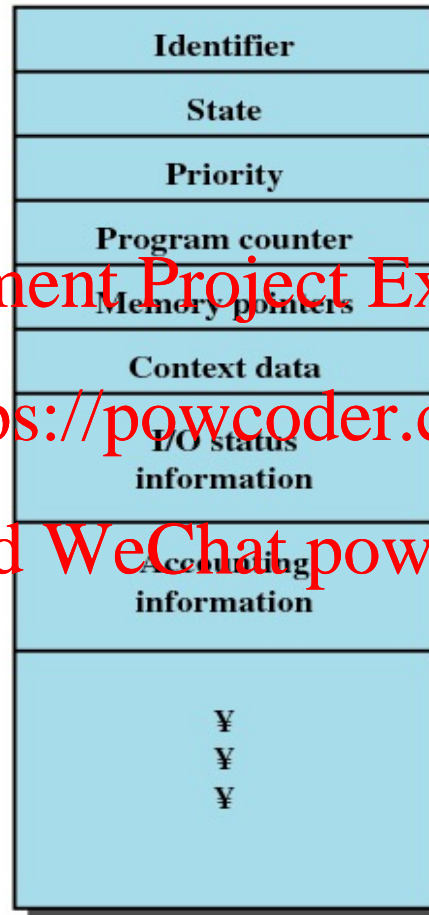 Identifier
State
Priority
Program counter
ment Project Ex
Memory pointers
Context data
ps://powcoder.c
I/O status
information
d WeChat pow
Accounting
information
¥
¥
¥